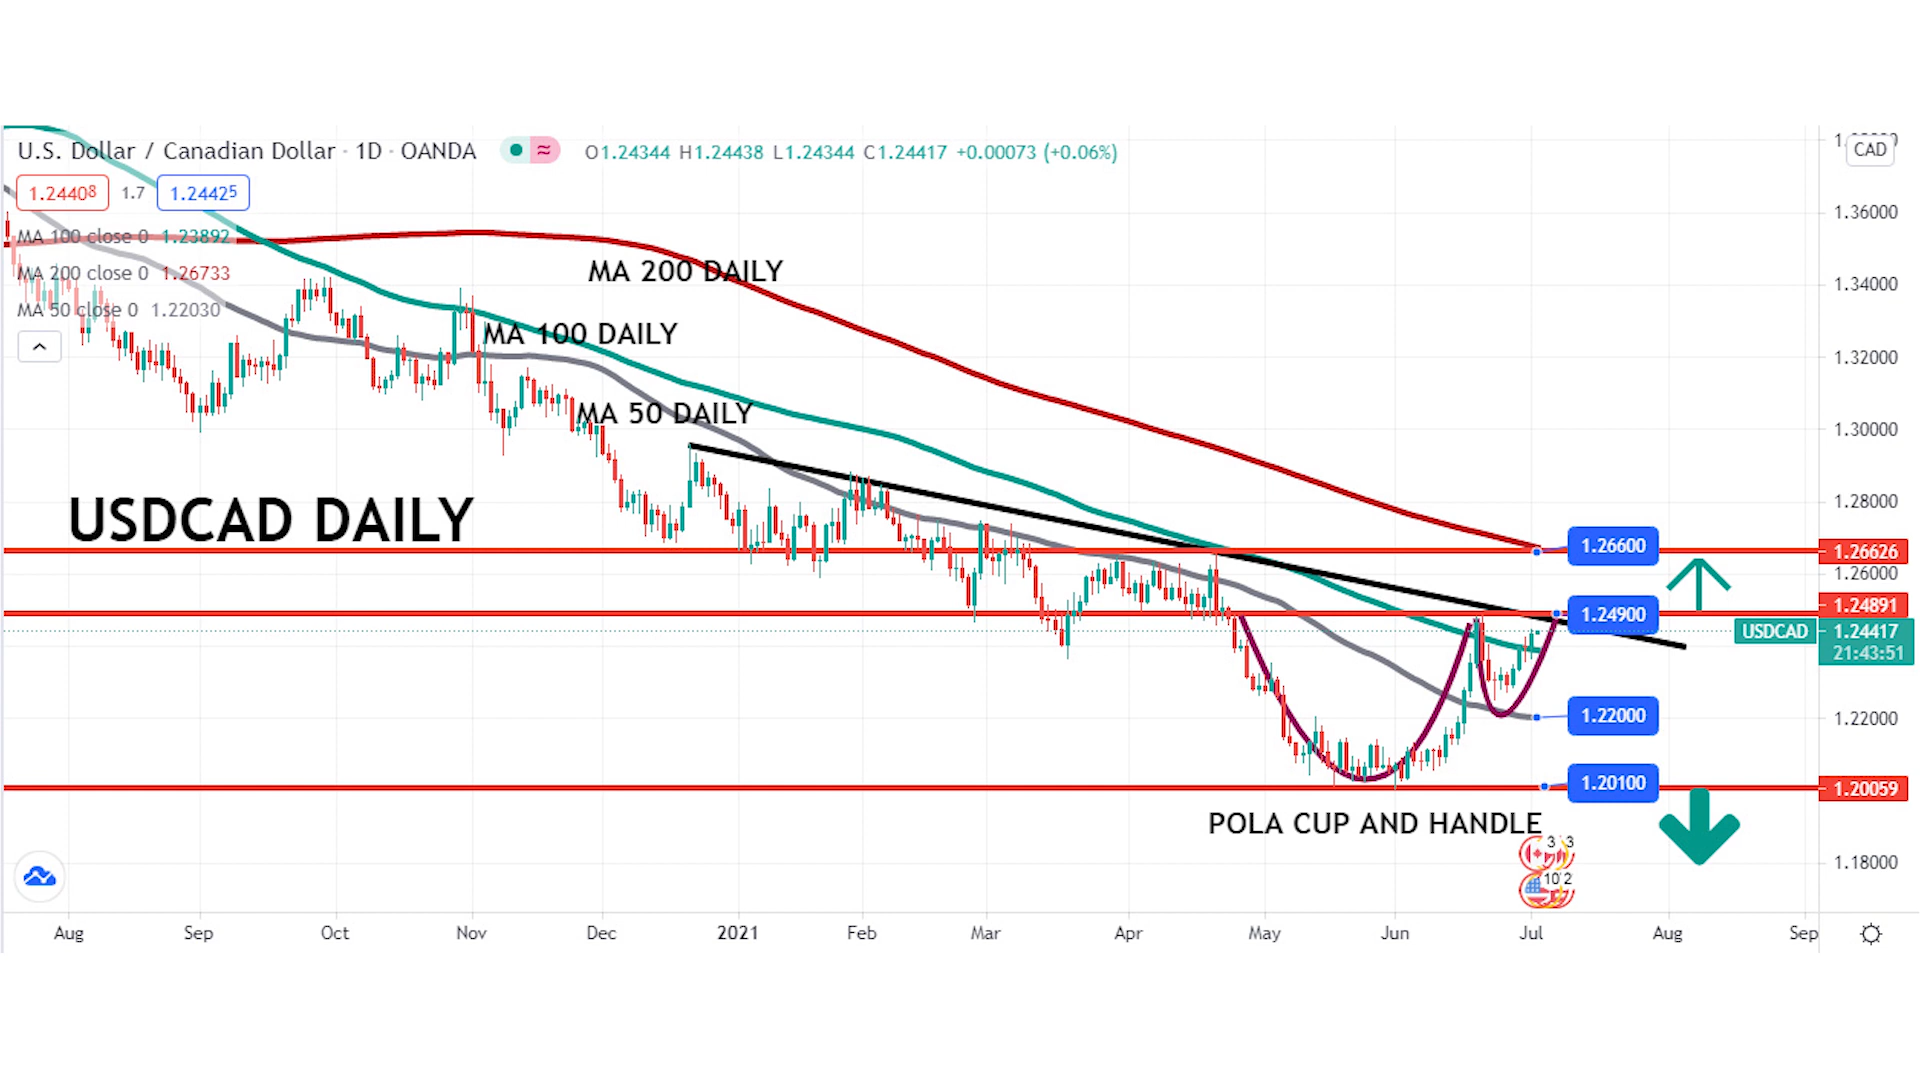 U.S. Dollar / Canadian Dollar · 1D · OANDA
O1.24344 H1.24438 L1.24344 C1.24417 +0.00073 (+0.06%)
CAD
1.24408 1.7 1.24425
MA 100 close 0 1.23892
MA 200 close 0 1.26733
MA 50 close 0 1.22030
MA 200 DAILY
MA 100 DAILY
MA 50 DAILY
USDCAD DAILY
1.36000
1.34000
1.32000
1.30000
1.28000
1.26600
1.26626
1.26000
1.24900
1.24891
USDCAD 1.24417
21:43:51
1.22000
1.22000
1.20100
1.20059
POLA CUP AND HANDLE
3 3
10 2
1.18000
Aug Sep Oct Nov Dec 2021 Feb Mar Apr May Jun Jul Aug Sep